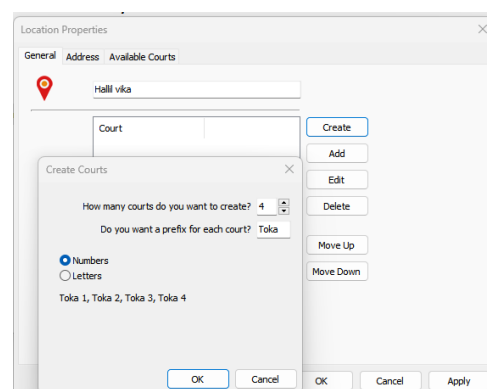 Location Properties
General Address Available Courts
Hallil vika
Court
Create
Add
Edit
Delete
Move Up
Move Down
Create Courts
How many courts do you want to create? 4
Do you want a prefix for each court? Toka
Numbers
Letters
Toka 1, Toka 2, Toka 3, Toka 4
OK Cancel
OK Cancel Apply